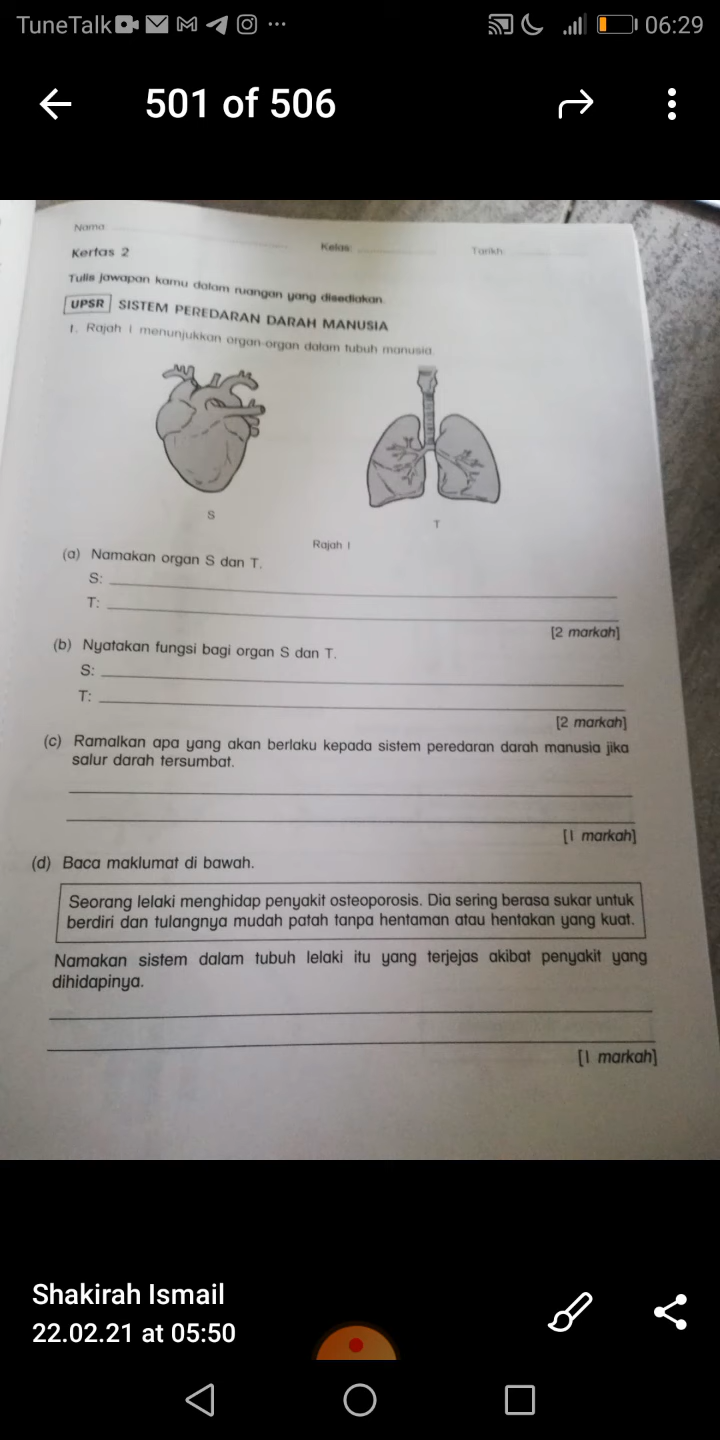 TuneTalk
06:29
501 of 506
Nama
Kelas:
Tarikh:
Kertas 2
Tulis jawapan kamu dalam ruangan yang disediakan.
UPSR SISTEM PEREDARAN DARAH MANUSIA
1. Rajah 1 menunjukkan organ-organ dalam tubuh manusia.
S
T
Rajah 1
(a) Namakan organ S dan T.
S:
T:
[2 markah]
(b) Nyatakan fungsi bagi organ S dan T.
S:
T:
[2 markah]
(c) Ramalkan apa yang akan berlaku kepada sistem peredaran darah manusia jika
salur darah tersumbat.
[1 markah]
(d) Baca maklumat di bawah.
Seorang lelaki menghidap penyakit osteoporosis. Dia sering berasa sukar untuk
berdiri dan tulangnya mudah patah tanpa hentaman atau hentakan yang kuat.
Namakan sistem dalam tubuh lelaki itu yang terjejas akibat penyakit yang
dihidapinya.
[1 markah]
Shakirah Ismail
22.02.21 at 05:50